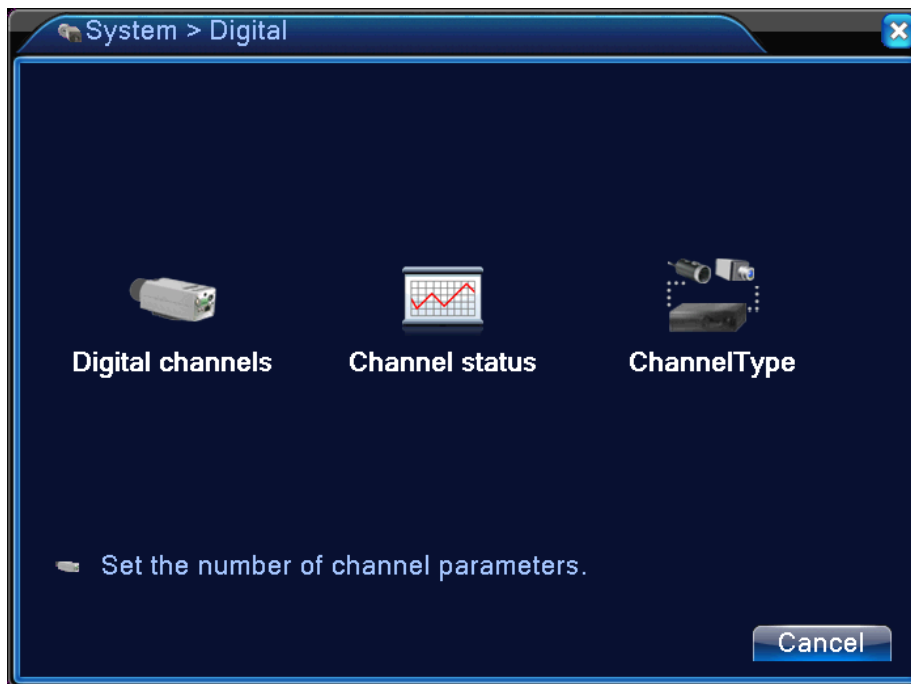 System > Digital
Digital channels Channel status ChannelType
Set the number of channel parameters.
Cancel